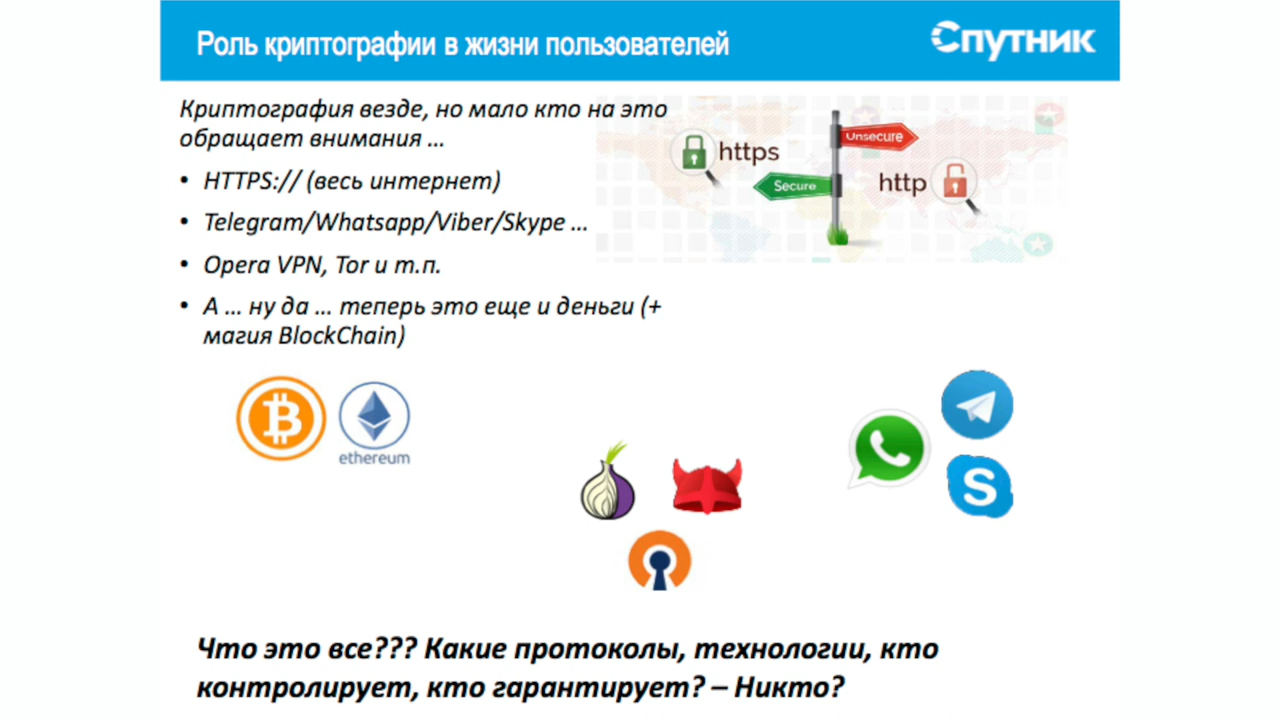 Роль криптографии в жизни пользователей
Спутник
Криптография везде, но мало кто на это
обращает внимания ...
• HTTPS:// (весь интернет)
• Telegram/Whatsapp/Viber/Skype ...
• Opera VPN, Tor и т.п.
• А ... ну да ... теперь это еще и деньги (+
магия BlockChain)
https
Unsecure
Secure
http
ethereum
Что это все??? Какие протоколы, технологии, кто
контролирует, кто гарантирует? – Никто?